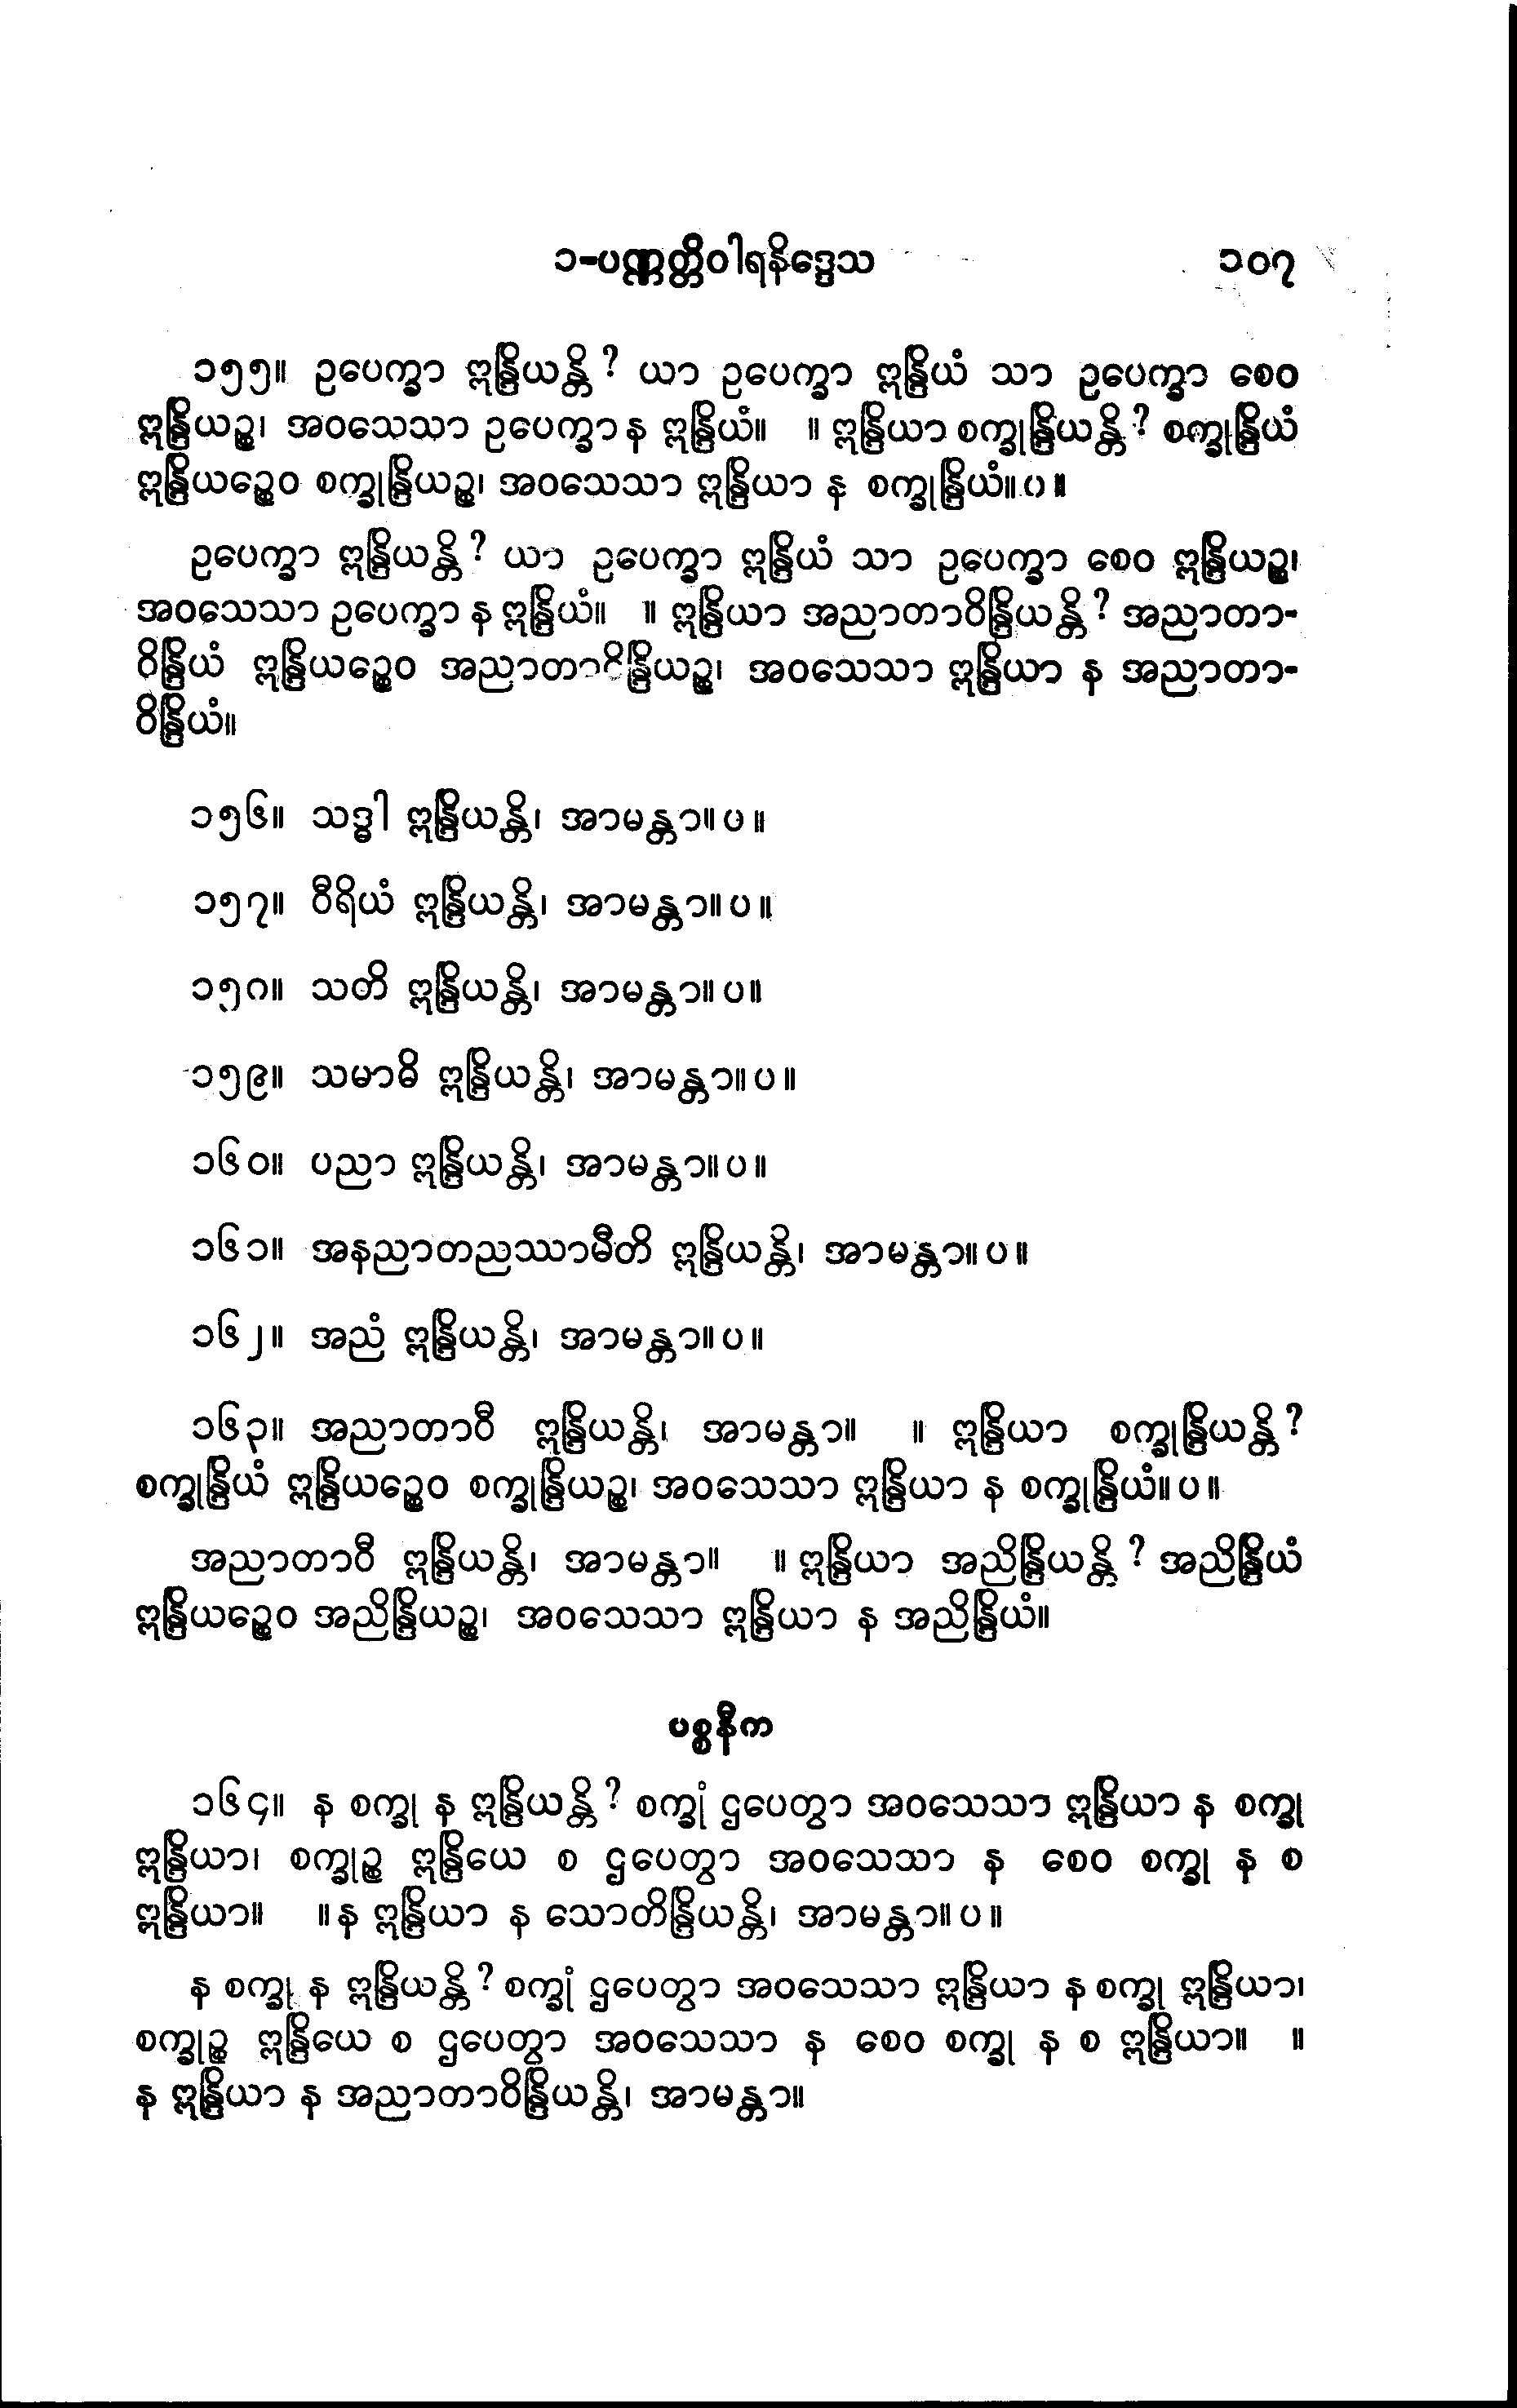 ၁-ပဏ္ဏတ္တိဝါရနိဒ္ဒေသ ၁၀၇
၁၅၅။ ဥပေက္ခာ ဣန္ဒြိယန္တိ? ယာ ဥပေက္ခာ ဣန္ဒြိယံ သာ ဥပေက္ခာ စေဝ
ဣန္ဒြိယဉ္စ၊ အဝသေသာ ဥပေက္ခာ န ဣန္ဒြိယံ။ ။ ဣန္ဒြိယာ စက္ခုန္ဒြိယန္တိ? စက္ခုန္ဒြိယံ
ဣန္ဒြိယဉ္စေဝ စက္ခုန္ဒြိယဉ္စ၊ အဝသေသာ ဣန္ဒြိယာ န စက္ခုန္ဒြိယံ။ပ။
ဥပေက္ခာ ဣန္ဒြိယန္တိ? ယာ ဥပေက္ခာ ဣန္ဒြိယံ သာ ဥပေက္ခာ စေဝ ဣန္ဒြိယဉ္စ၊
အဝသေသာ ဥပေက္ခာ န ဣန္ဒြိယံ။ ။ ဣန္ဒြိယာ အညာတာဝိန္ဒြိယန္တိ? အညာတာ-
ဝိန္ဒြိယံ ဣန္ဒြိယဉ္စေဝ အညာတာဝိန္ဒြိယဉ္စ၊ အဝသေသာ ဣန္ဒြိယာ န အညာတာ-
ဝိန္ဒြိယံ။
၁၅၆။ သဒ္ဓါ ဣန္ဒြိယန္တိ၊ အာမန္တာ။ပ။
၁၅၇။ ဝီရိယံ ဣန္ဒြိယန္တိ၊ အာမန္တာ။ပ။
၁၅၈။ သတိ ဣန္ဒြိယန္တိ၊ အာမန္တာ။ပ။
၁၅၉။ သမာဓိ ဣန္ဒြိယန္တိ၊ အာမန္တာ။ပ။
၁၆၀။ ပညာ ဣန္ဒြိယန္တိ၊ အာမန္တာ။ပ။
၁၆၁။ အနညာတညဿာမီတိ ဣန္ဒြိယန္တိ၊ အာမန္တာ။ပ။
၁၆၂။ အညံ ဣန္ဒြိယန္တိ၊ အာမန္တာ။ပ။
၁၆၃။ အညာတာဝီ ဣန္ဒြိယန္တိ၊ အာမန္တာ။ ။ ဣန္ဒြိယာ စက္ခုန္ဒြိယန္တိ?
စက္ခုန္ဒြိယံ ဣန္ဒြိယဉ္စေဝ စက္ခုန္ဒြိယဉ္စ၊ အဝသေသာ ဣန္ဒြိယာ န စက္ခုန္ဒြိယံ။ပ။
အညာတာဝီ ဣန္ဒြိယန္တိ၊ အာမန္တာ။ ။ ဣန္ဒြိယာ အညိန္ဒြိယန္တိ? အညိန္ဒြိယံ
ဣန္ဒြိယဉ္စေဝ အညိန္ဒြိယဉ္စ၊ အဝသေသာ ဣန္ဒြိယာ န အညိန္ဒြိယံ။
ပစ္စနီက
၁၆၄။ န စက္ခု န ဣန္ဒြိယန္တိ? စက္ခုံ ဌပေတွာ အဝသေသာ ဣန္ဒြိယာ န စက္ခု
ဣန္ဒြိယာ၊ စက္ခုဉ္စ ဣန္ဒြိယေ စ ဌပေတွာ အဝသေသာ န စေဝ စက္ခု န စ
ဣန္ဒြိယာ။ ။န ဣန္ဒြိယာ န သောတိန္ဒြိယန္တိ၊ အာမန္တာ။ပ။
န စက္ခု န ဣန္ဒြိယန္တိ? စက္ခုံ ဌပေတွာ အဝသေသာ ဣန္ဒြိယာ န စက္ခု ဣန္ဒြိယာ၊
စက္ခုဉ္စ ဣန္ဒြိယေ စ ဌပေတွာ အဝသေသာ န စေဝ စက္ခု န စ ဣန္ဒြိယာ။ ။
န ဣန္ဒြိယာ န အညာတာဝိန္ဒြိယန္တိ၊ အာမန္တာ။